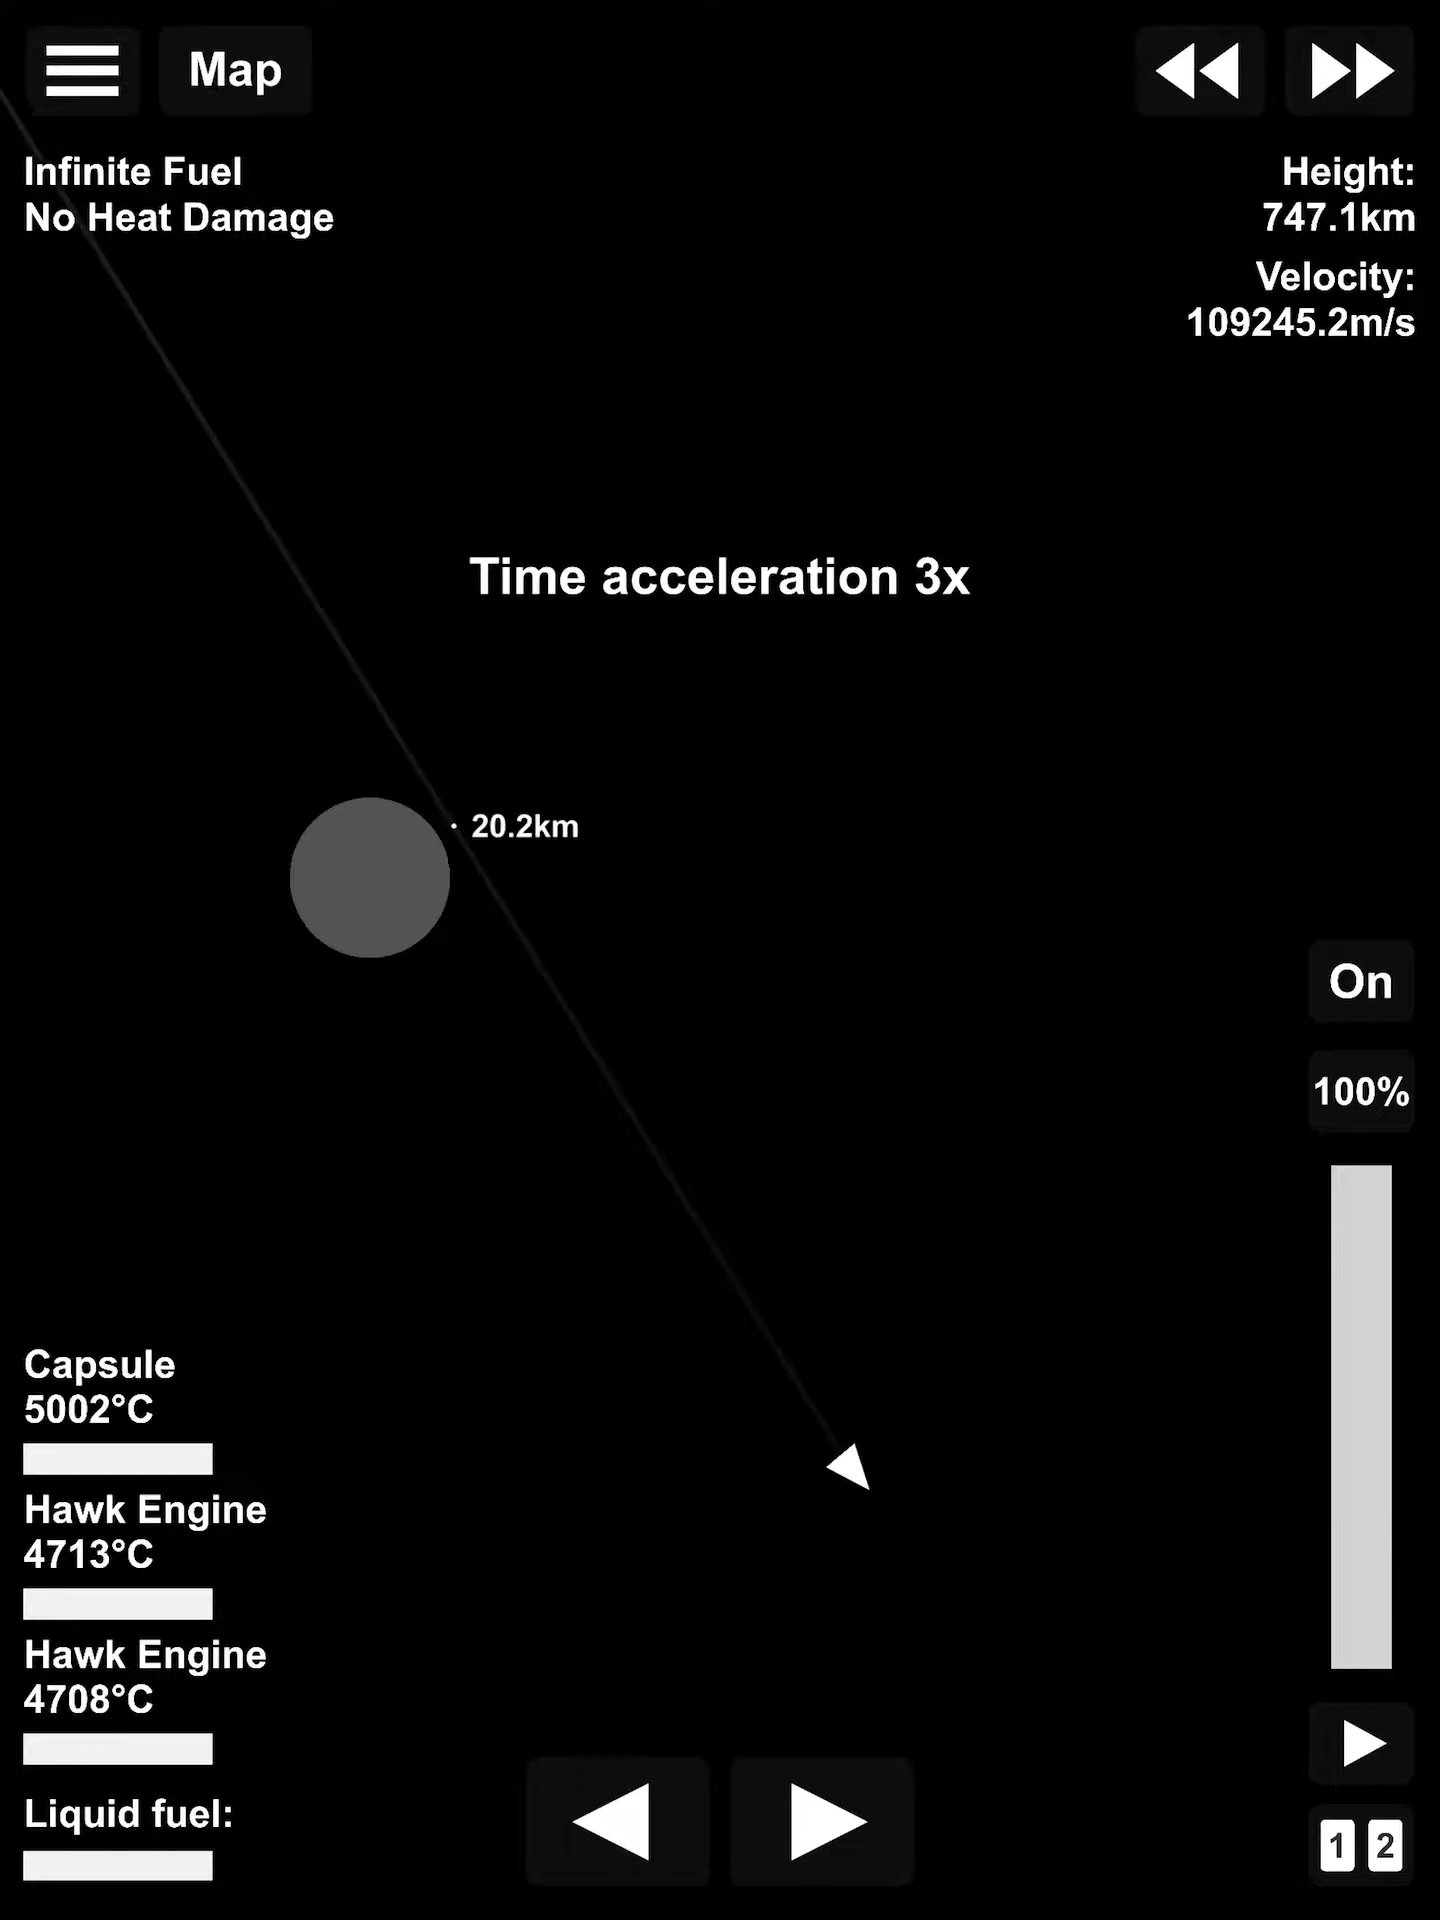 Map
Infinite Fuel
No Heat Damage
Height:
747.1km
Velocity:
109245.2m/s
Time acceleration 3x
20.2km
On
100%
Capsule
5002°C
Hawk Engine
4713°C
Hawk Engine
4708°C
Liquid fuel:
1 2